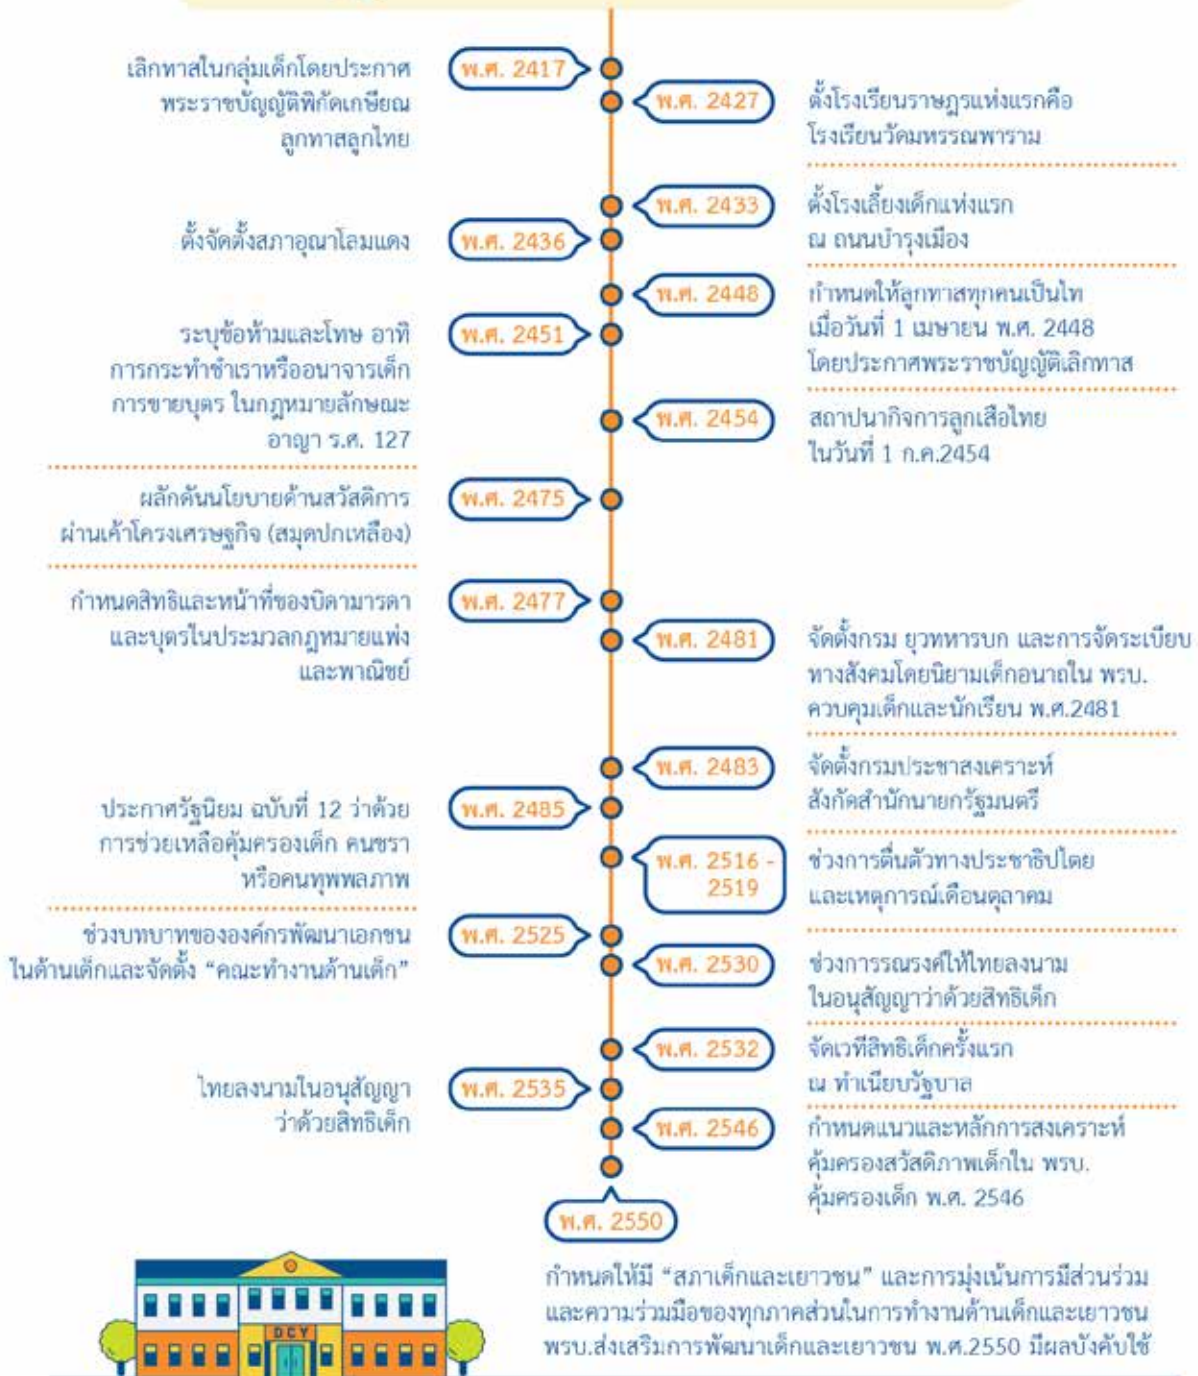 พ.ศ. 2417
เลิกทาสในกลุ่มเด็กโดยประกาศ
พระราชบัญญัติพิกัดเกษียณ
ลูกทาสลูกไทย
พ.ศ. 2427
ตั้งโรงเรียนราษฎรแห่งแรกคือ
โรงเรียนวัดมหรรณพาราม
พ.ศ. 2433
ตั้งโรงเลี้ยงเด็กแห่งแรก
ณ ถนนบำรุงเมือง
พ.ศ. 2436
ตั้งจัดตั้งสภาอุณาโลมแดง
พ.ศ. 2448
กำหนดให้ลูกทาสทุกคนเป็นไท
เมื่อวันที่ 1 เมษายน พ.ศ. 2448
โดยประกาศพระราชบัญญัติเลิกทาส
พ.ศ. 2451
ระบุข้อห้ามและโทษ อาทิ
การกระทำชำเราหรืออนาจารเด็ก
การขายบุตร ในกฎหมายลักษณะ
อาญา ร.ศ. 127
พ.ศ. 2454
สถาปนากิจการลูกเสือไทย
ในวันที่ 1 ก.ค.2454
พ.ศ. 2475
ผลักดันนโยบายด้านสวัสดิการ
ผ่านเค้าโครงเศรษฐกิจ (สมุดปกเหลือง)
พ.ศ. 2477
กำหนดสิทธิและหน้าที่ของบิดามารดา
และบุตรในประมวลกฎหมายแพ่ง
และพาณิชย์
พ.ศ. 2481
จัดตั้งกรม ยุวทหารบก และการจัดระเบียบ
ทางสังคมโดยนิยามเด็กอนาถใน พรบ.
ควบคุมเด็กและนักเรียน พ.ศ.2481
พ.ศ. 2483
จัดตั้งกรมประชาสงเคราะห์
สังกัดสำนักนายกรัฐมนตรี
พ.ศ. 2485
ประกาศรัฐนิยม ฉบับที่ 12 ว่าด้วย
การช่วยเหลือคุ้มครองเด็ก คนชรา
หรือคนทุพพลภาพ
พ.ศ. 2516 -
2519
ช่วงการตื่นตัวทางประชาธิปไตย
และเหตุการณ์เดือนตุลาคม
พ.ศ. 2525
ช่วงบทบาทขององค์กรพัฒนาเอกชน
ในด้านเด็กและจัดตั้ง “คณะทำงานด้านเด็ก”
พ.ศ. 2530
ช่วงการรณรงค์ให้ไทยลงนาม
ในอนุสัญญาว่าด้วยสิทธิเด็ก
พ.ศ. 2532
จัดเวทีสิทธิเด็กครั้งแรก
ณ ทำเนียบรัฐบาล
พ.ศ. 2535
ไทยลงนามในอนุสัญญา
ว่าด้วยสิทธิเด็ก
พ.ศ. 2546
กำหนดแนวและหลักการสงเคราะห์
คุ้มครองสวัสดิภาพเด็กใน พรบ.
คุ้มครองเด็ก พ.ศ. 2546
พ.ศ. 2550
กำหนดให้มี “สภาเด็กและเยาวชน” และการมุ่งเน้นการมีส่วนร่วม
และความร่วมมือของทุกภาคส่วนในการทำงานด้านเด็กและเยาวชน
พรบ.ส่งเสริมการพัฒนาเด็กและเยาวชน พ.ศ.2550 มีผลบังคับใช้
DCY